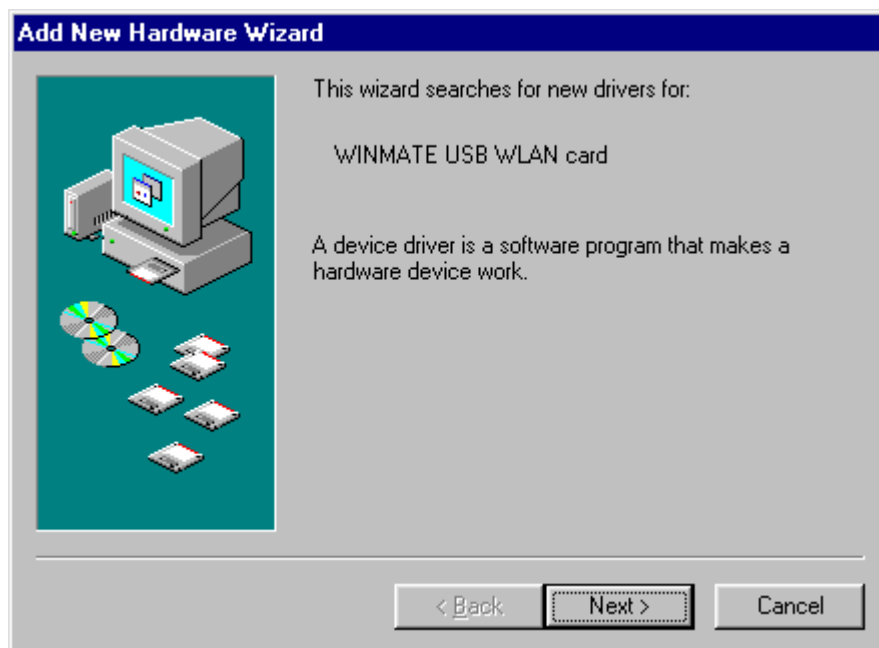 Add New Hardware Wizard
This wizard searches for new drivers for:
WINMATE USB WLAN card
A device driver is a software program that makes a
hardware device work.
< Back
Next >
Cancel